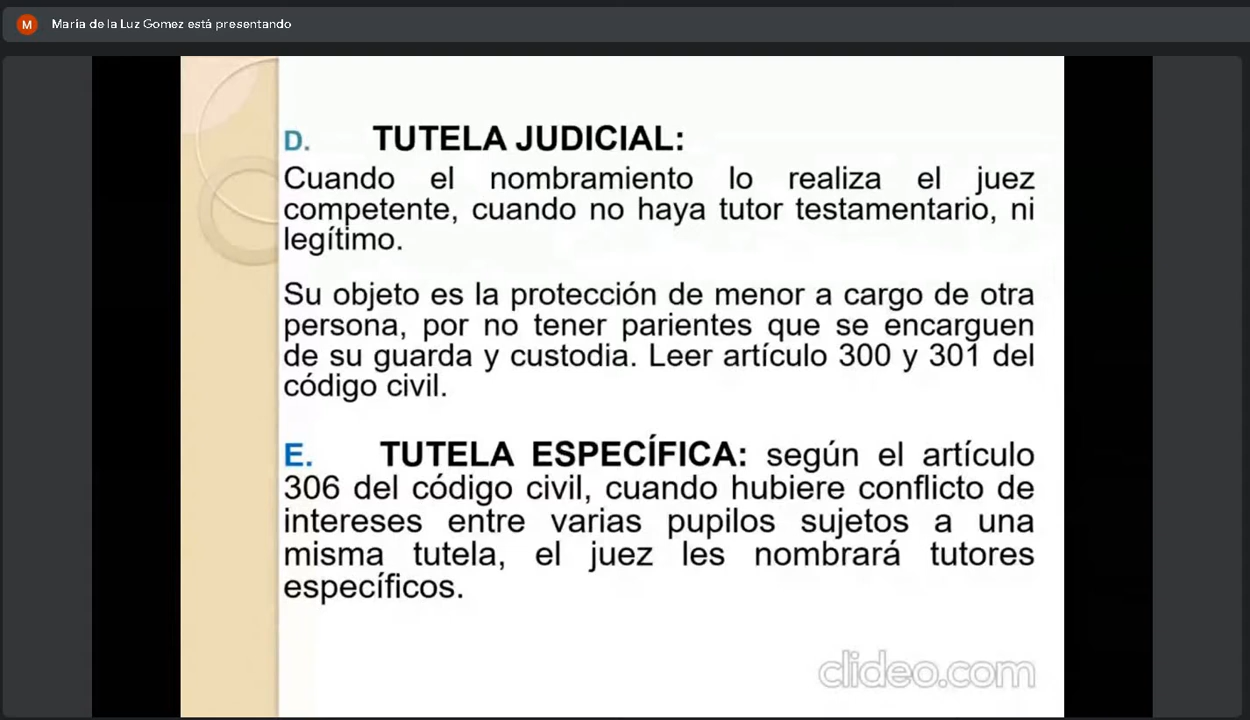 M Maria de la Luz Gomez está presentando
D. TUTELA JUDICIAL:
Cuando el nombramiento lo realiza el juez
competente, cuando no haya tutor testamentario, ni
legítimo.
Su objeto es la protección de menor a cargo de otra
persona, por no tener parientes que se encarguen
de su guarda y custodia. Leer artículo 300 y 301 del
código civil.
E. TUTELA ESPECÍFICA: según el artículo
306 del código civil, cuando hubiere conflicto de
intereses entre varias pupilos sujetos a una
misma tutela, el juez les nombrará tutores
específicos.
clideo.com